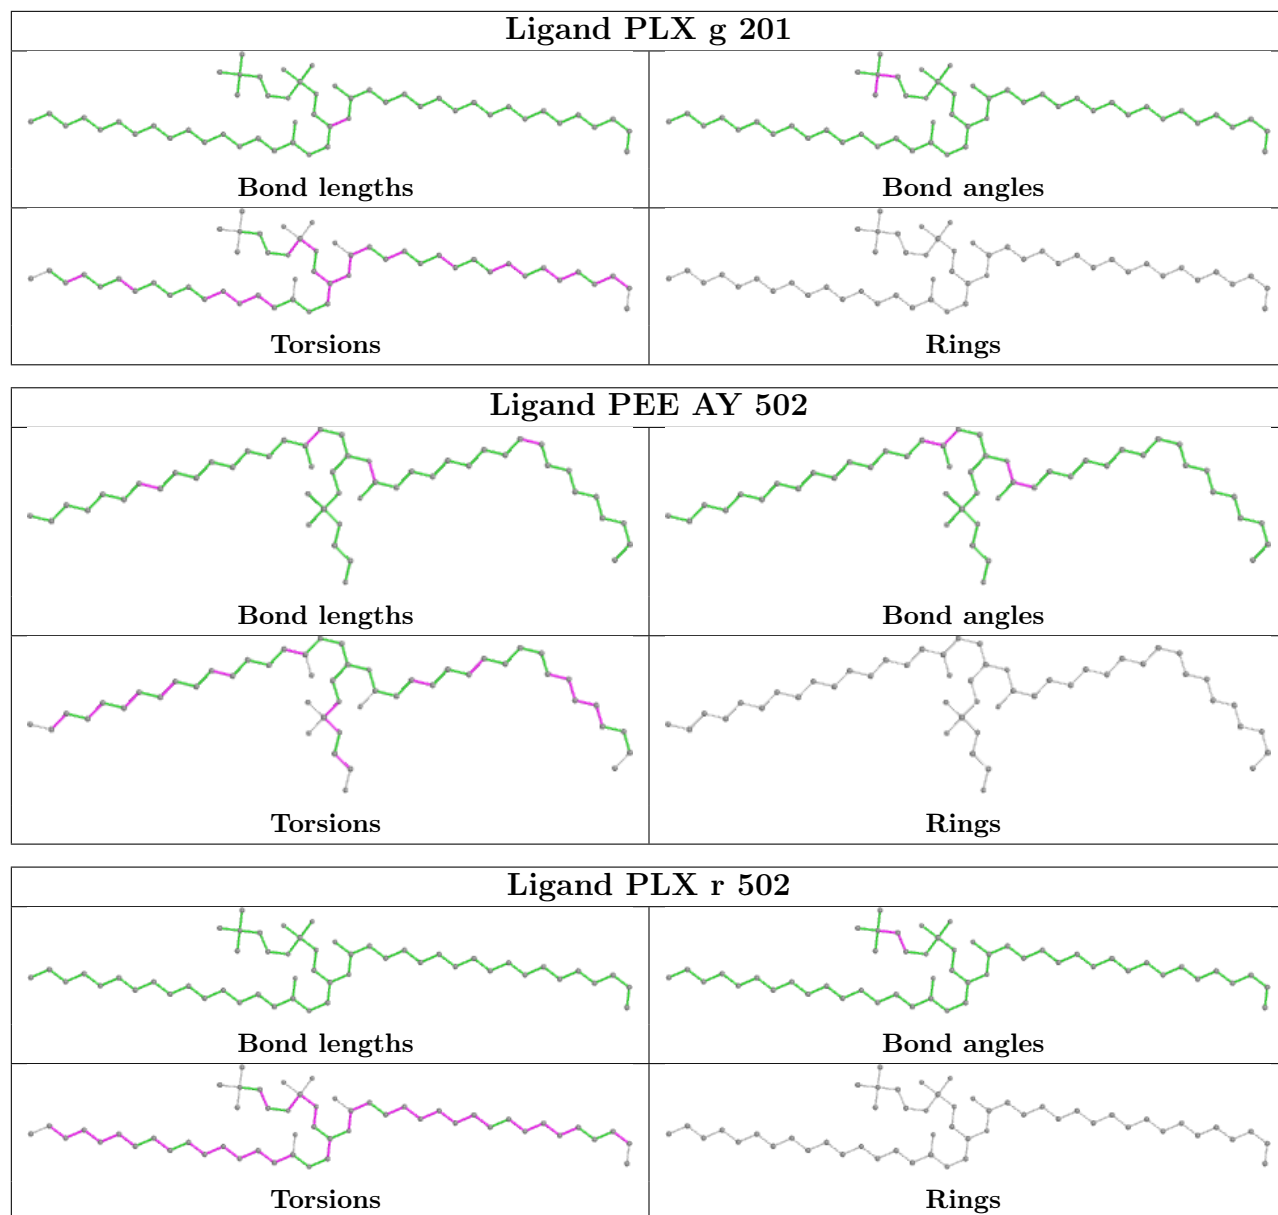 Ligand PLX g 201
Bond lengths
Bond angles
Torsions
Rings
Ligand PEE AY 502
Bond lengths
Bond angles
Torsions
Rings
Ligand PLX r 502
Bond lengths
Bond angles
Torsions
Rings